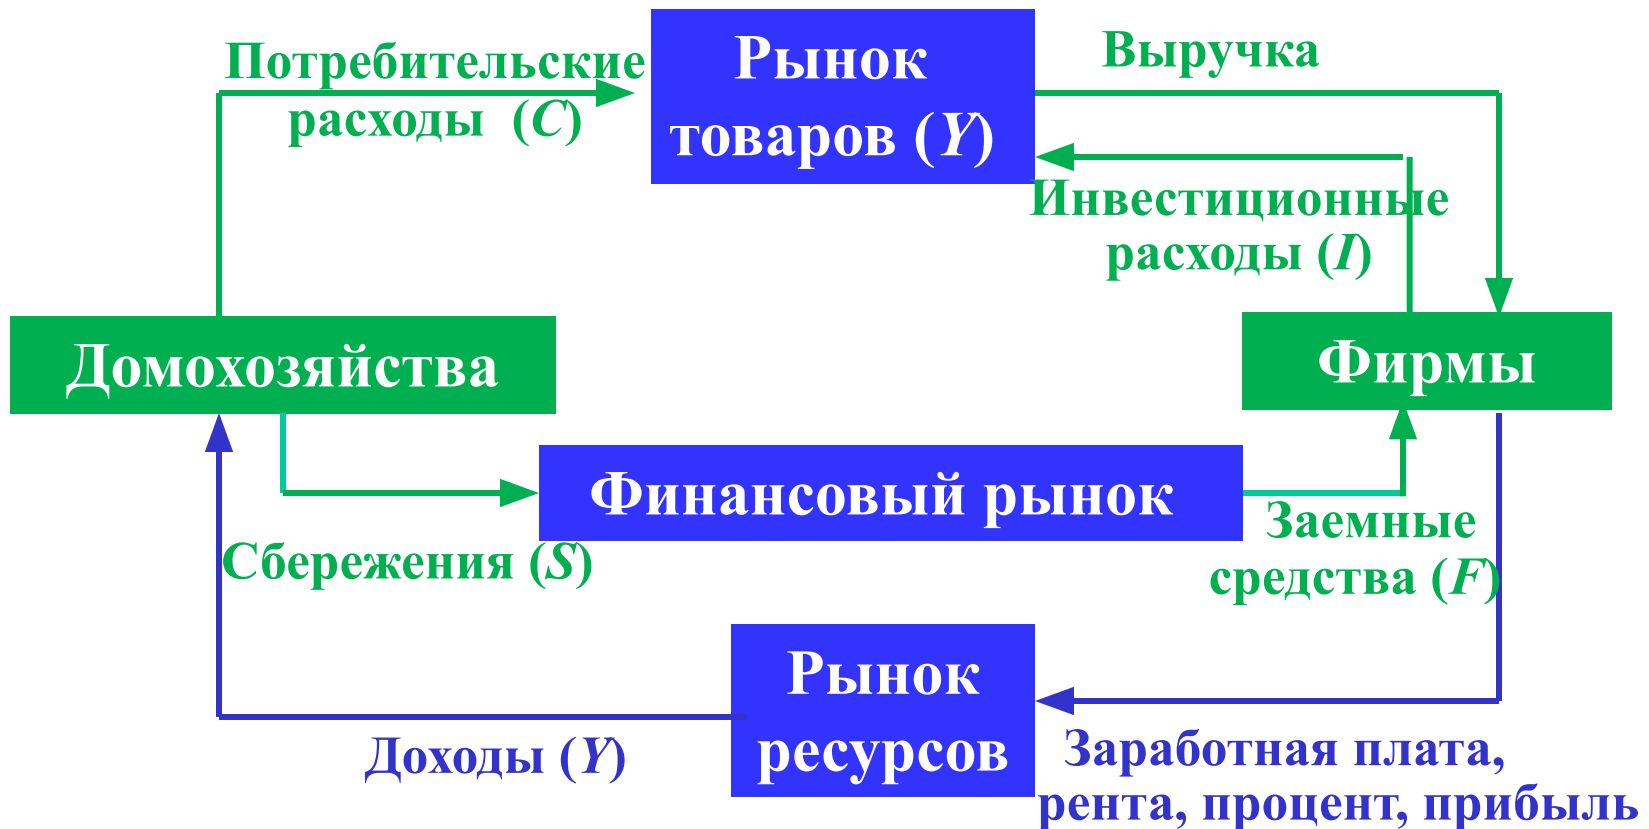 Потребительские
расходы (C)
Рынок
товаров (Y)
Выручка
Инвестиционные
расходы (I)
Домохозяйства
Фирмы
Финансовый рынок
Сбережения (S)
Заемные
средства (F)
Рынок
ресурсов
Доходы (Y)
Заработная плата,
рента, процент, прибыль